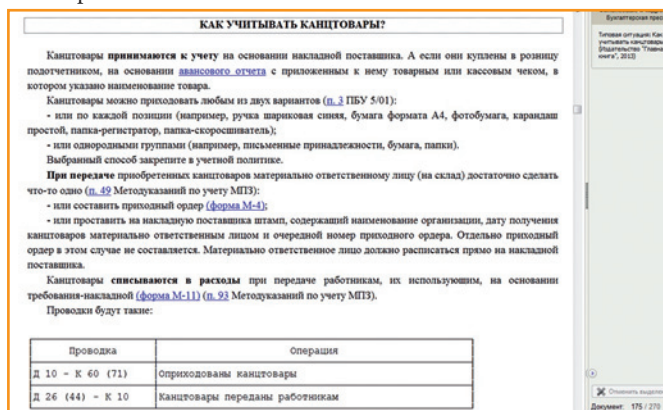 КАК УЧИТЫВАТЬ КАНЦТОВАРЫ?
Канцтовары принимаются к учету на основании накладной поставщика. А если они куплены в розницу
подотчетником, на основании авансового отчета с приложенным к нему товарным или кассовым чеком, в
котором указано наименование товара.
Канцтовары можно приходовать любым из двух вариантов (п. 3 ПБУ 5/01):
- или по каждой позиции (например, ручка шариковая синяя, бумага формата А4, фотобумага, карандаш
простой, папка-регистратор, папка-скоросшиватель);
- или однородными группами (например, письменные принадлежности, бумага, папки).
Выбранный способ закрепите в учетной политике.
При передаче приобретенных канцтоваров материально ответственному лицу (на склад) достаточно сделать
что-то одно (п. 49 Методуказаний по учету МПЗ):
- или составить приходный ордер (форма М-4);
- или проставить на накладную поставщика штамп, содержащий наименование организации, дату получения
канцтоваров материально ответственным лицом и очередной номер приходного ордера. Отдельно приходный
ордер в этом случае не составляется. Материально ответственное лицо должно расписаться прямо на накладной
поставщика.
Канцтовары списываются в расходы при передаче работникам, их использующим, на основании
требования-накладной (форма М-11) (п. 93 Методуказаний по учету МПЗ).
Проводки будут такие:
Проводка Операция
Д 10 - К 60 (71) Оприходованы канцтовары
Д 26 (44) - К 10 Канцтовары переданы работникам
Бухгалтерская прес
Типовая ситуация: Как
учитывать канцтовары
(Издательство "Главна
книга", 2013)
Отменить выделен
Документ: 175 / 270